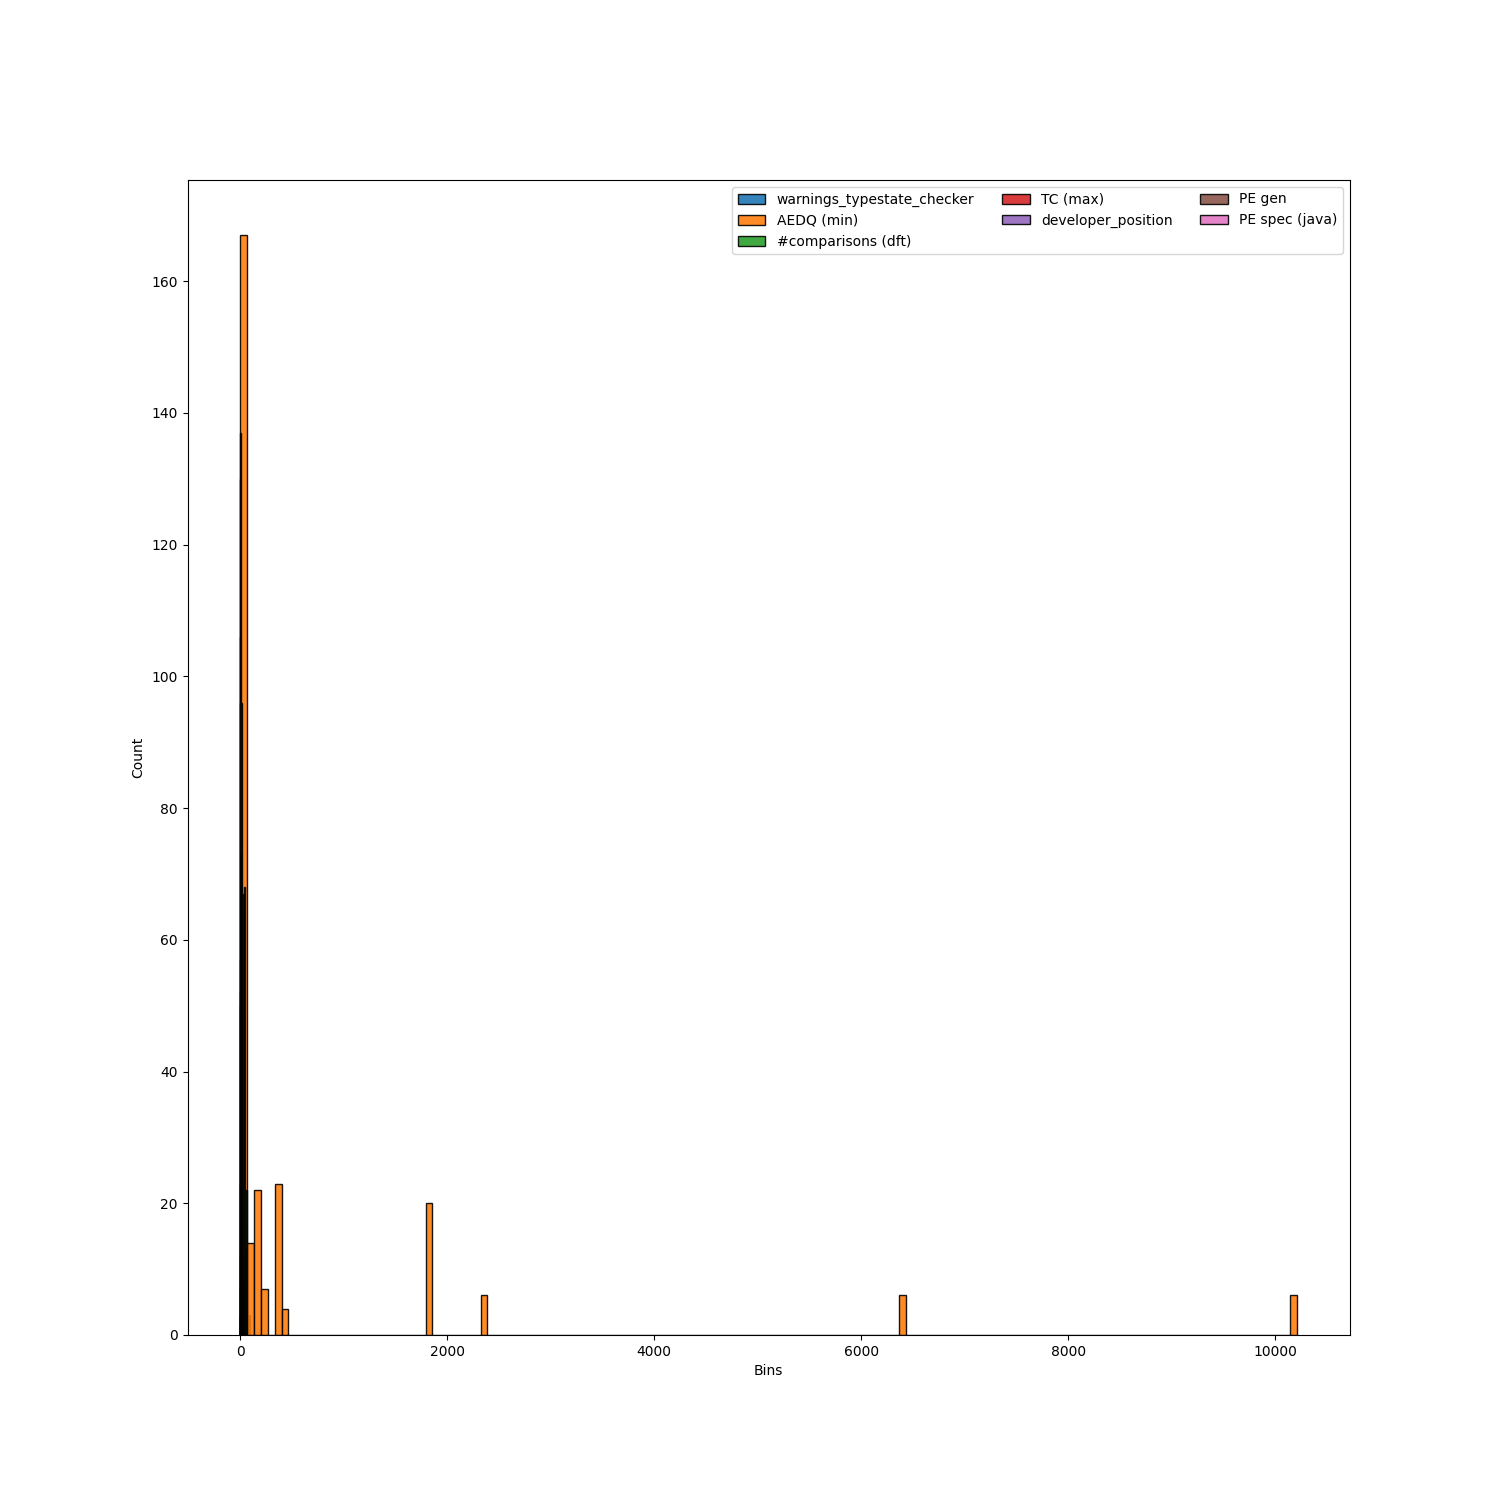 warnings_typestate_checker
AEDQ (min)
#comparisons (dft)
TC (max)
developer_position
PE gen
PE spec (java)
160
140
120
100
80
60
40
20
0
Count
0 2000 4000 6000 8000 10000
Bins